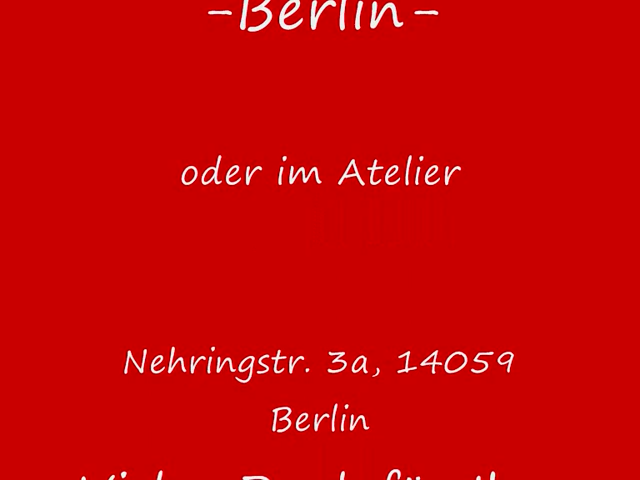 -Berlin-
oder im Atelier
Nehringstr. 3a, 14059
Berlin